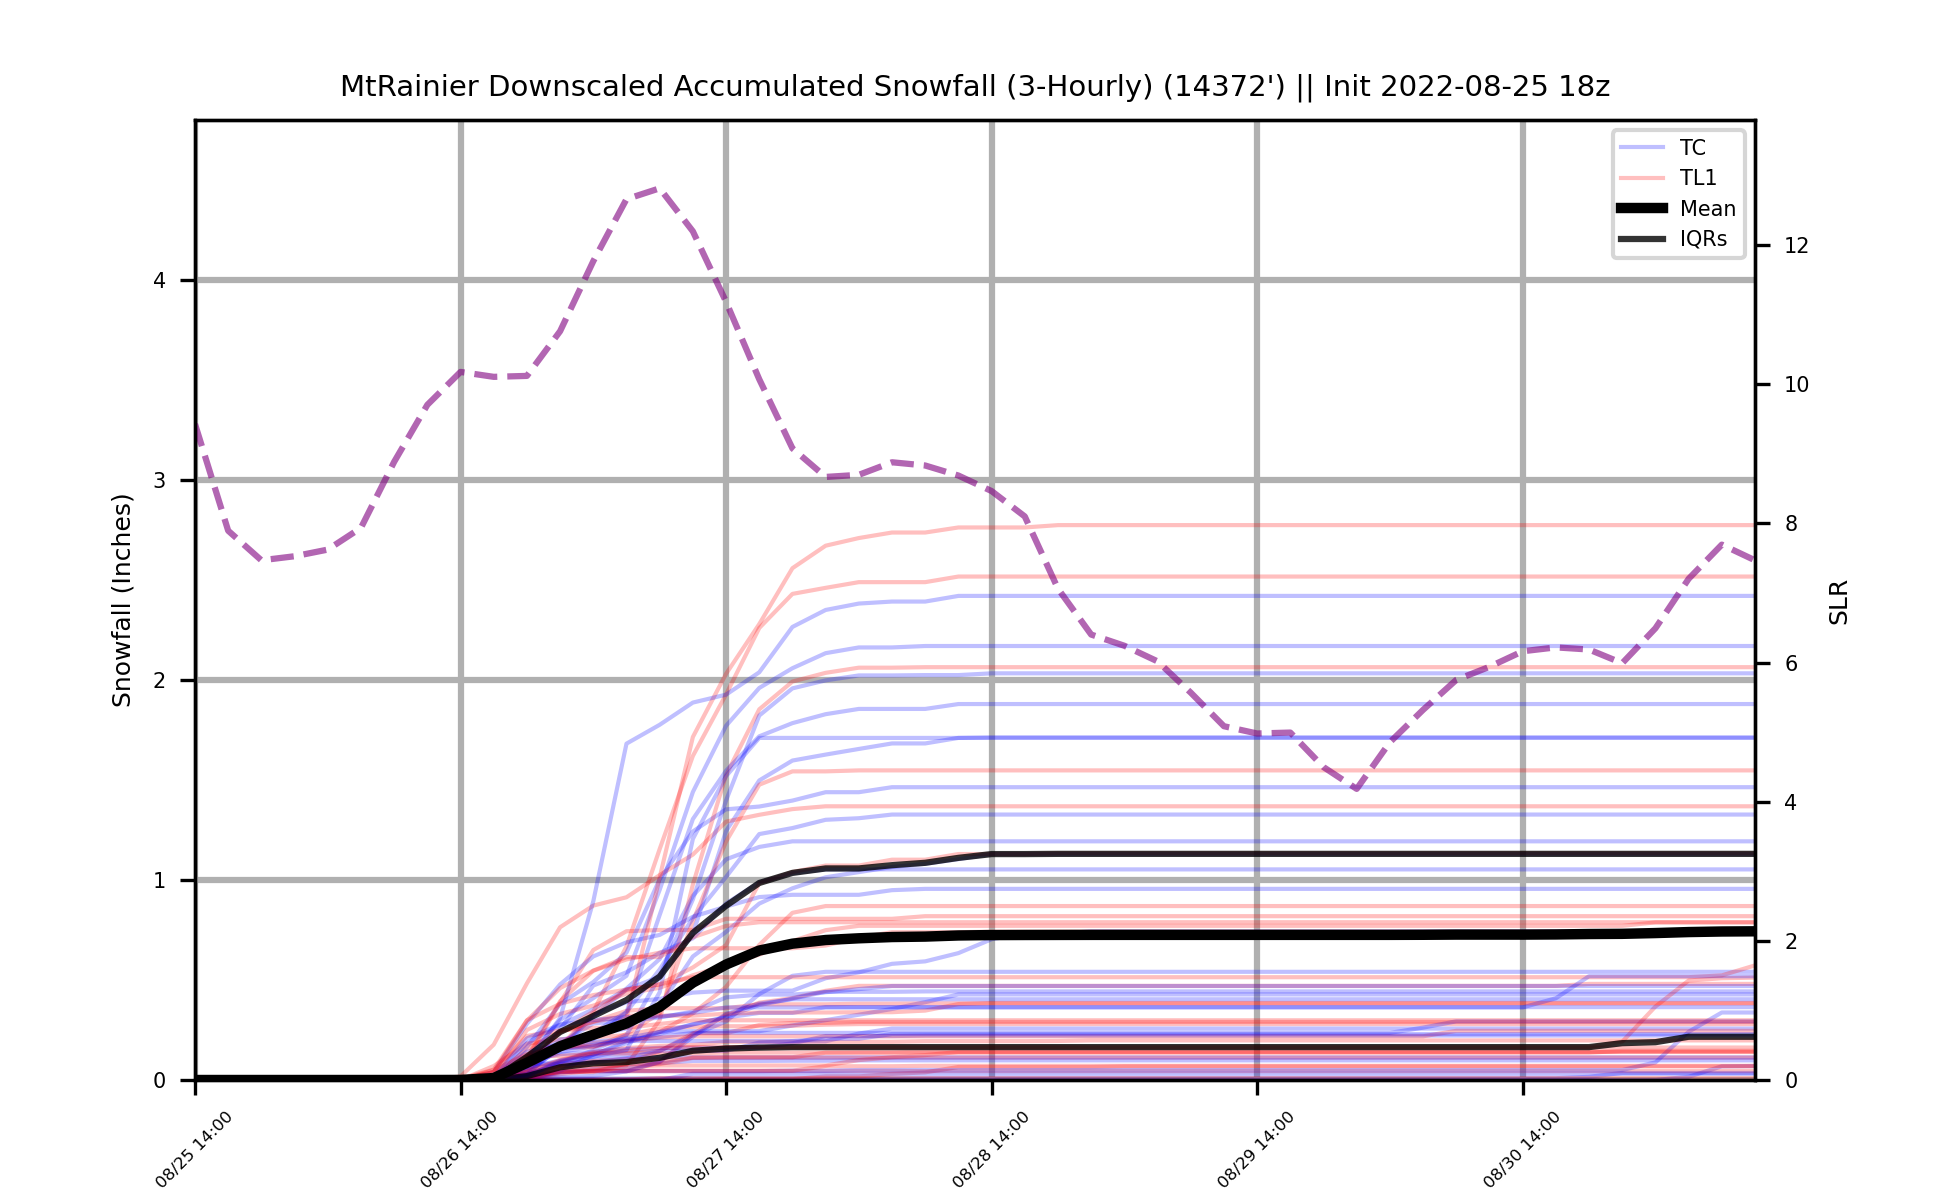 MtRainier Downscaled Accumulated Snowfall (3-Hourly) (14372') || Init 2022-08-25 18z
TC
TL1
Mean
IQRs
Snowfall (Inches)
4
3
2
1
0
12
10
8
6
4
2
0
SLR
08/25 14:00
08/26 14:00
08/27 14:00
08/28 14:00
08/29 14:00
08/30 14:00